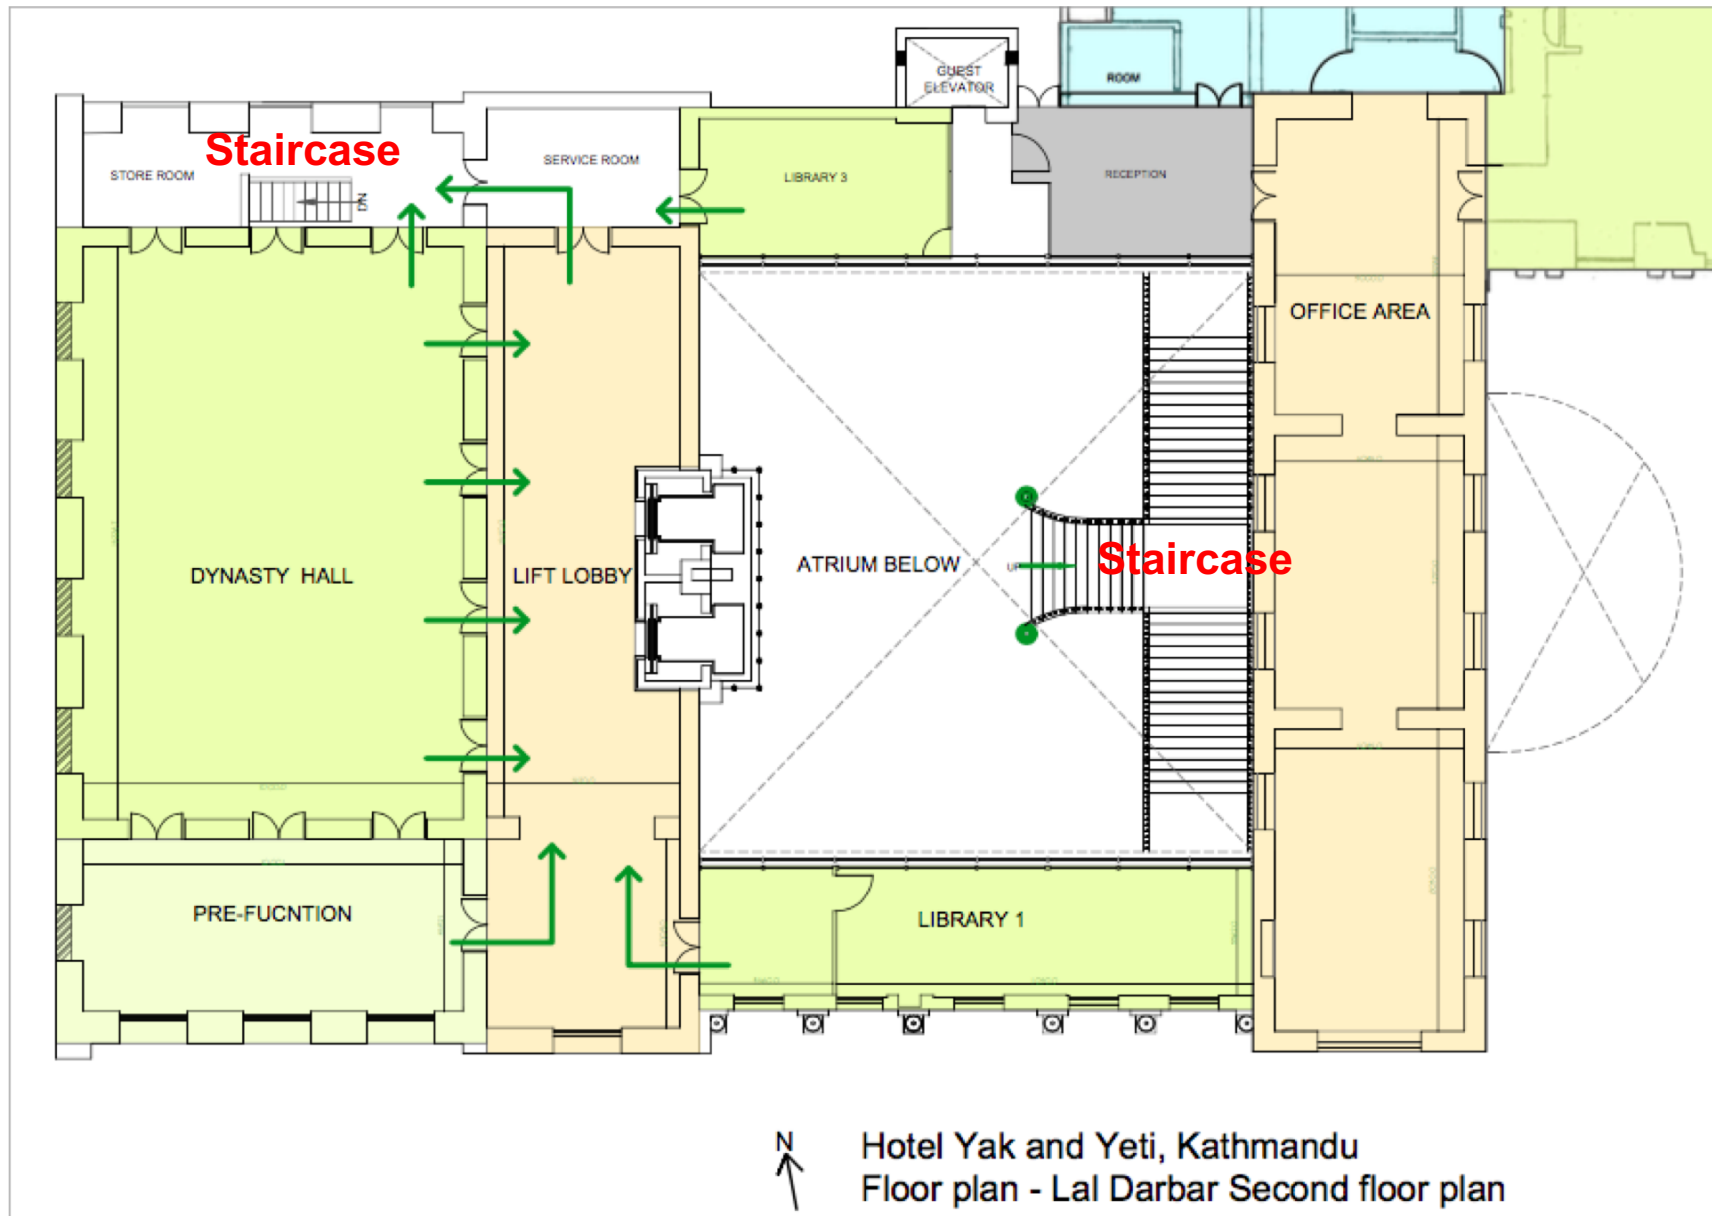 GUEST
ELEVATOR
ROOM
Staircase
STORE ROOM
SERVICE ROOM
LIBRARY 3
RECEPTION
DN
OFFICE AREA
DYNASTY HALL
LIFT LOBBY
ATRIUM BELOW
Staircase
PRE-FUCNTION
LIBRARY 1
N
Hotel Yak and Yeti, Kathmandu
Floor plan - Lal Darbar Second floor plan